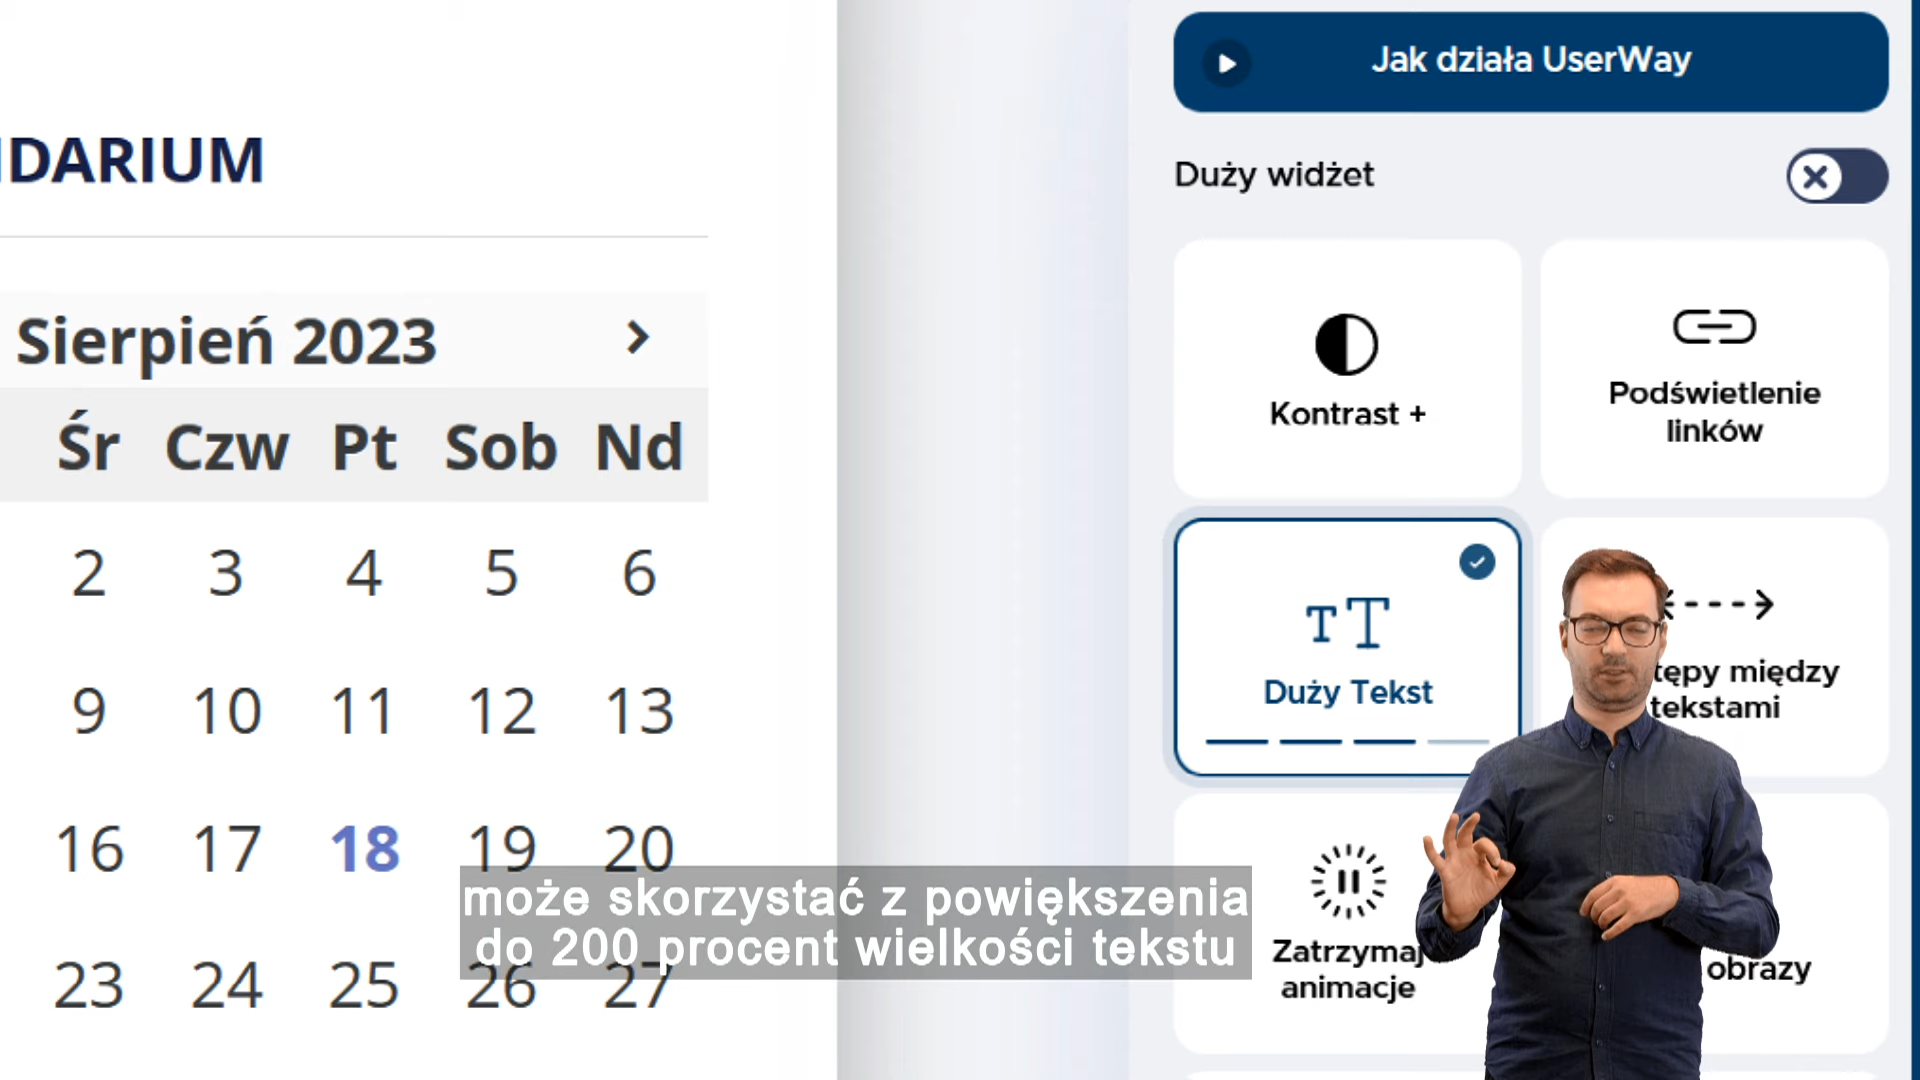 DARIUM
Sierpień 2023
Śr Czw Pt Sob Nd
2 3 4 5 6
9 10 11 12 13
16 17 18 19 20
23 24 25 26 27
może skorzystać z powiększenia
do 200 procent wielkości tekstu
Jak działa UserWay
Duży widżet
Kontrast +
Podświetlenie
linków
Duży Tekst
tępy między
tekstami
Zatrzymaj
animacje
obrazy